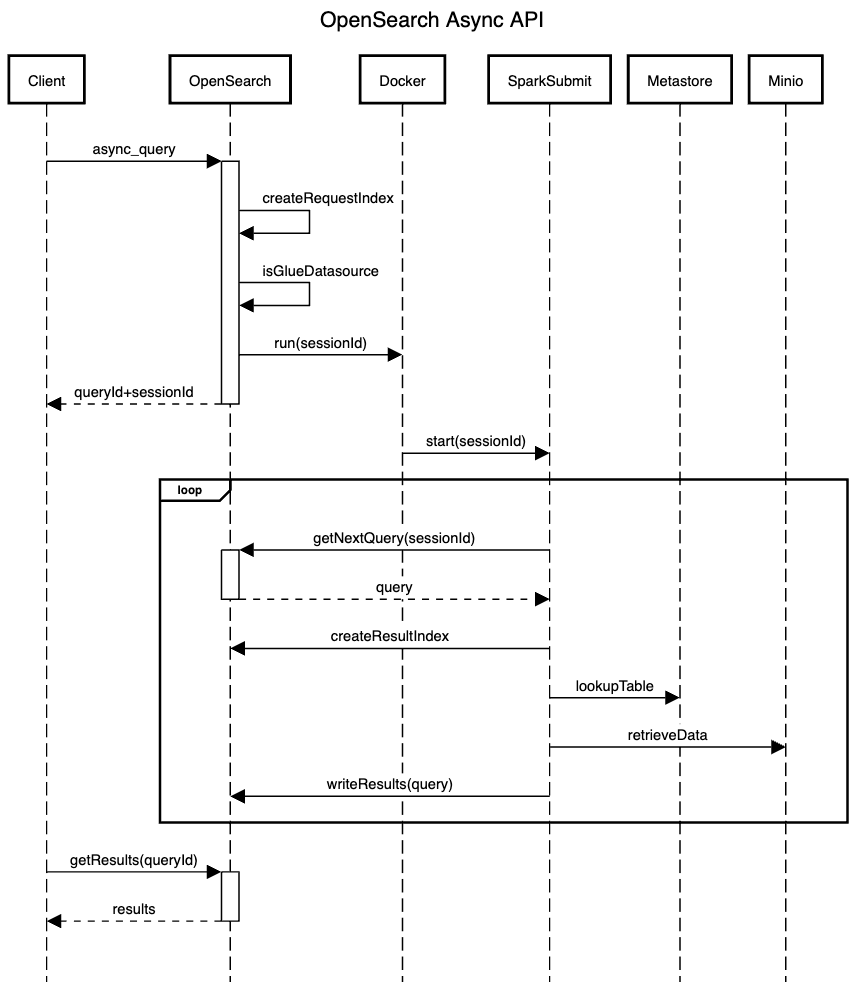 OpenSearch Async API
Client
OpenSearch
Docker
SparkSubmit
Metastore
Minio
async_query
createRequestIndex
isGlueDatasource
run(sessionId)
queryId+sessionId
start(sessionId)
loop
getNextQuery(sessionId)
query
createResultIndex
lookupTable
retrieveData
writeResults(query)
getResults(queryId)
results